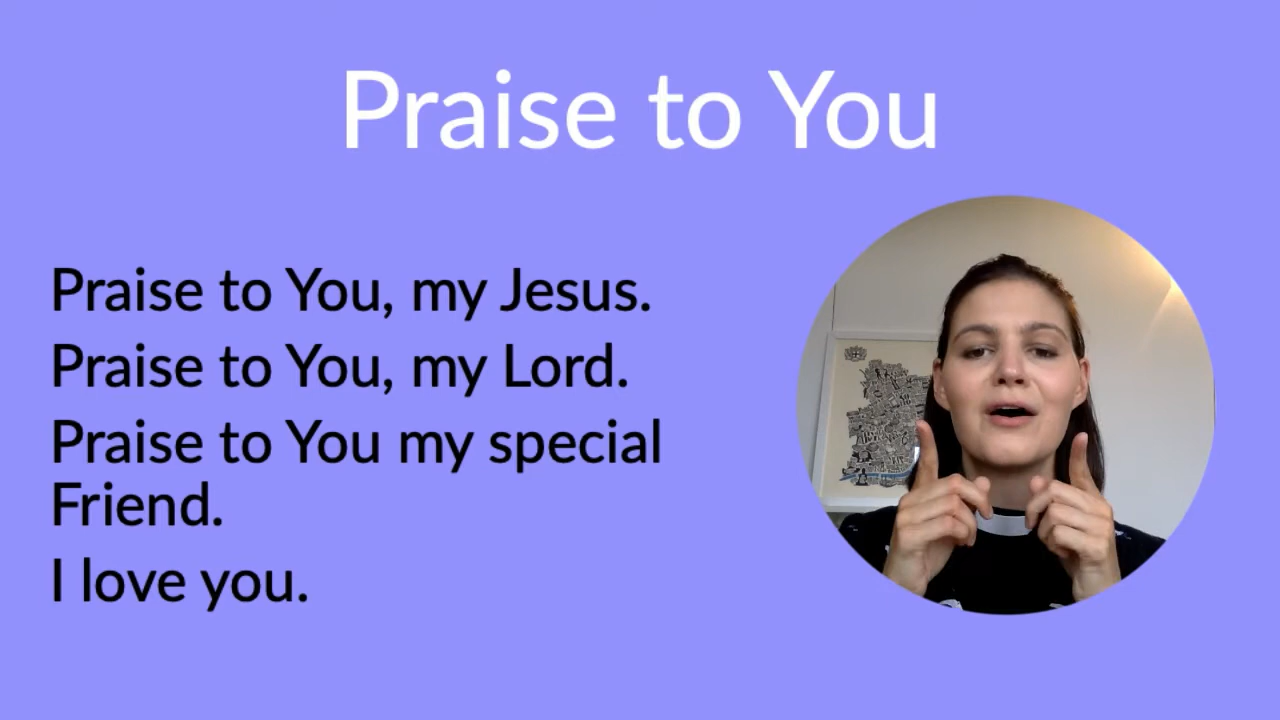 Praise to You
Praise to You, my Jesus.
Praise to You, my Lord.
Praise to You my special
Friend.
I love you.